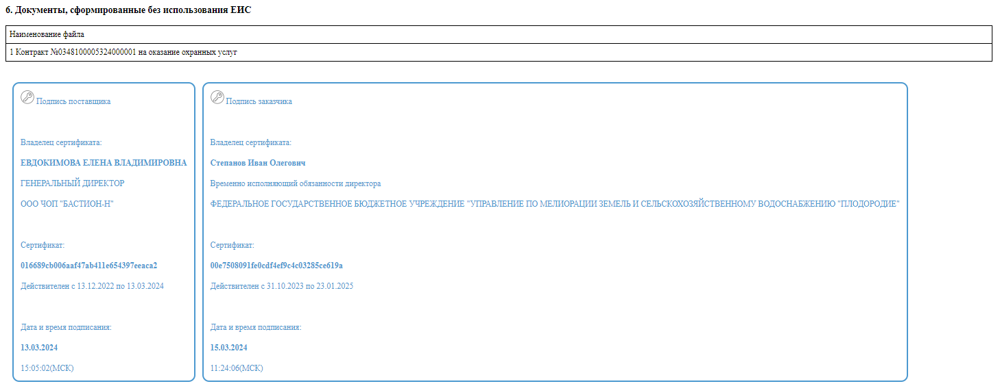 6. Документы, сформированные без использования ЕИС
Наименование файла
1 Контракт №0348100005324000001 на оказание охранных услуг
Подпись поставщика
Владелец сертификата:
ЕВДОКИМОВА ЕЛЕНА ВЛАДИМИРОВНА
ГЕНЕРАЛЬНЫЙ ДИРЕКТОР
ООО ЧОП "БАСТИОН-Н"
Сертификат:
016689cb006aaf47ab411e654397eeaca2
Действителен с 13.12.2022 по 13.03.2024
Дата и время подписания:
13.03.2024
15:05:02(МСК)
Подпись заказчика
Владелец сертификата:
Степанов Иван Олегович
Временно исполняющий обязанности директора
ФЕДЕРАЛЬНОЕ ГОСУДАРСТВЕННОЕ БЮДЖЕТНОЕ УЧРЕЖДЕНИЕ "УПРАВЛЕНИЕ ПО МЕЛИОРАЦИИ ЗЕМЕЛЬ И СЕЛЬСКОХОЗЯЙСТВЕННОМУ ВОДОСНАБЖЕНИЮ "ПЛОДОРОДИЕ"
Сертификат:
00e7508091fe0cdf4ef9c4c03285ce619a
Действителен с 31.10.2023 по 23.01.2025
Дата и время подписания:
15.03.2024
11:24:06(МСК)